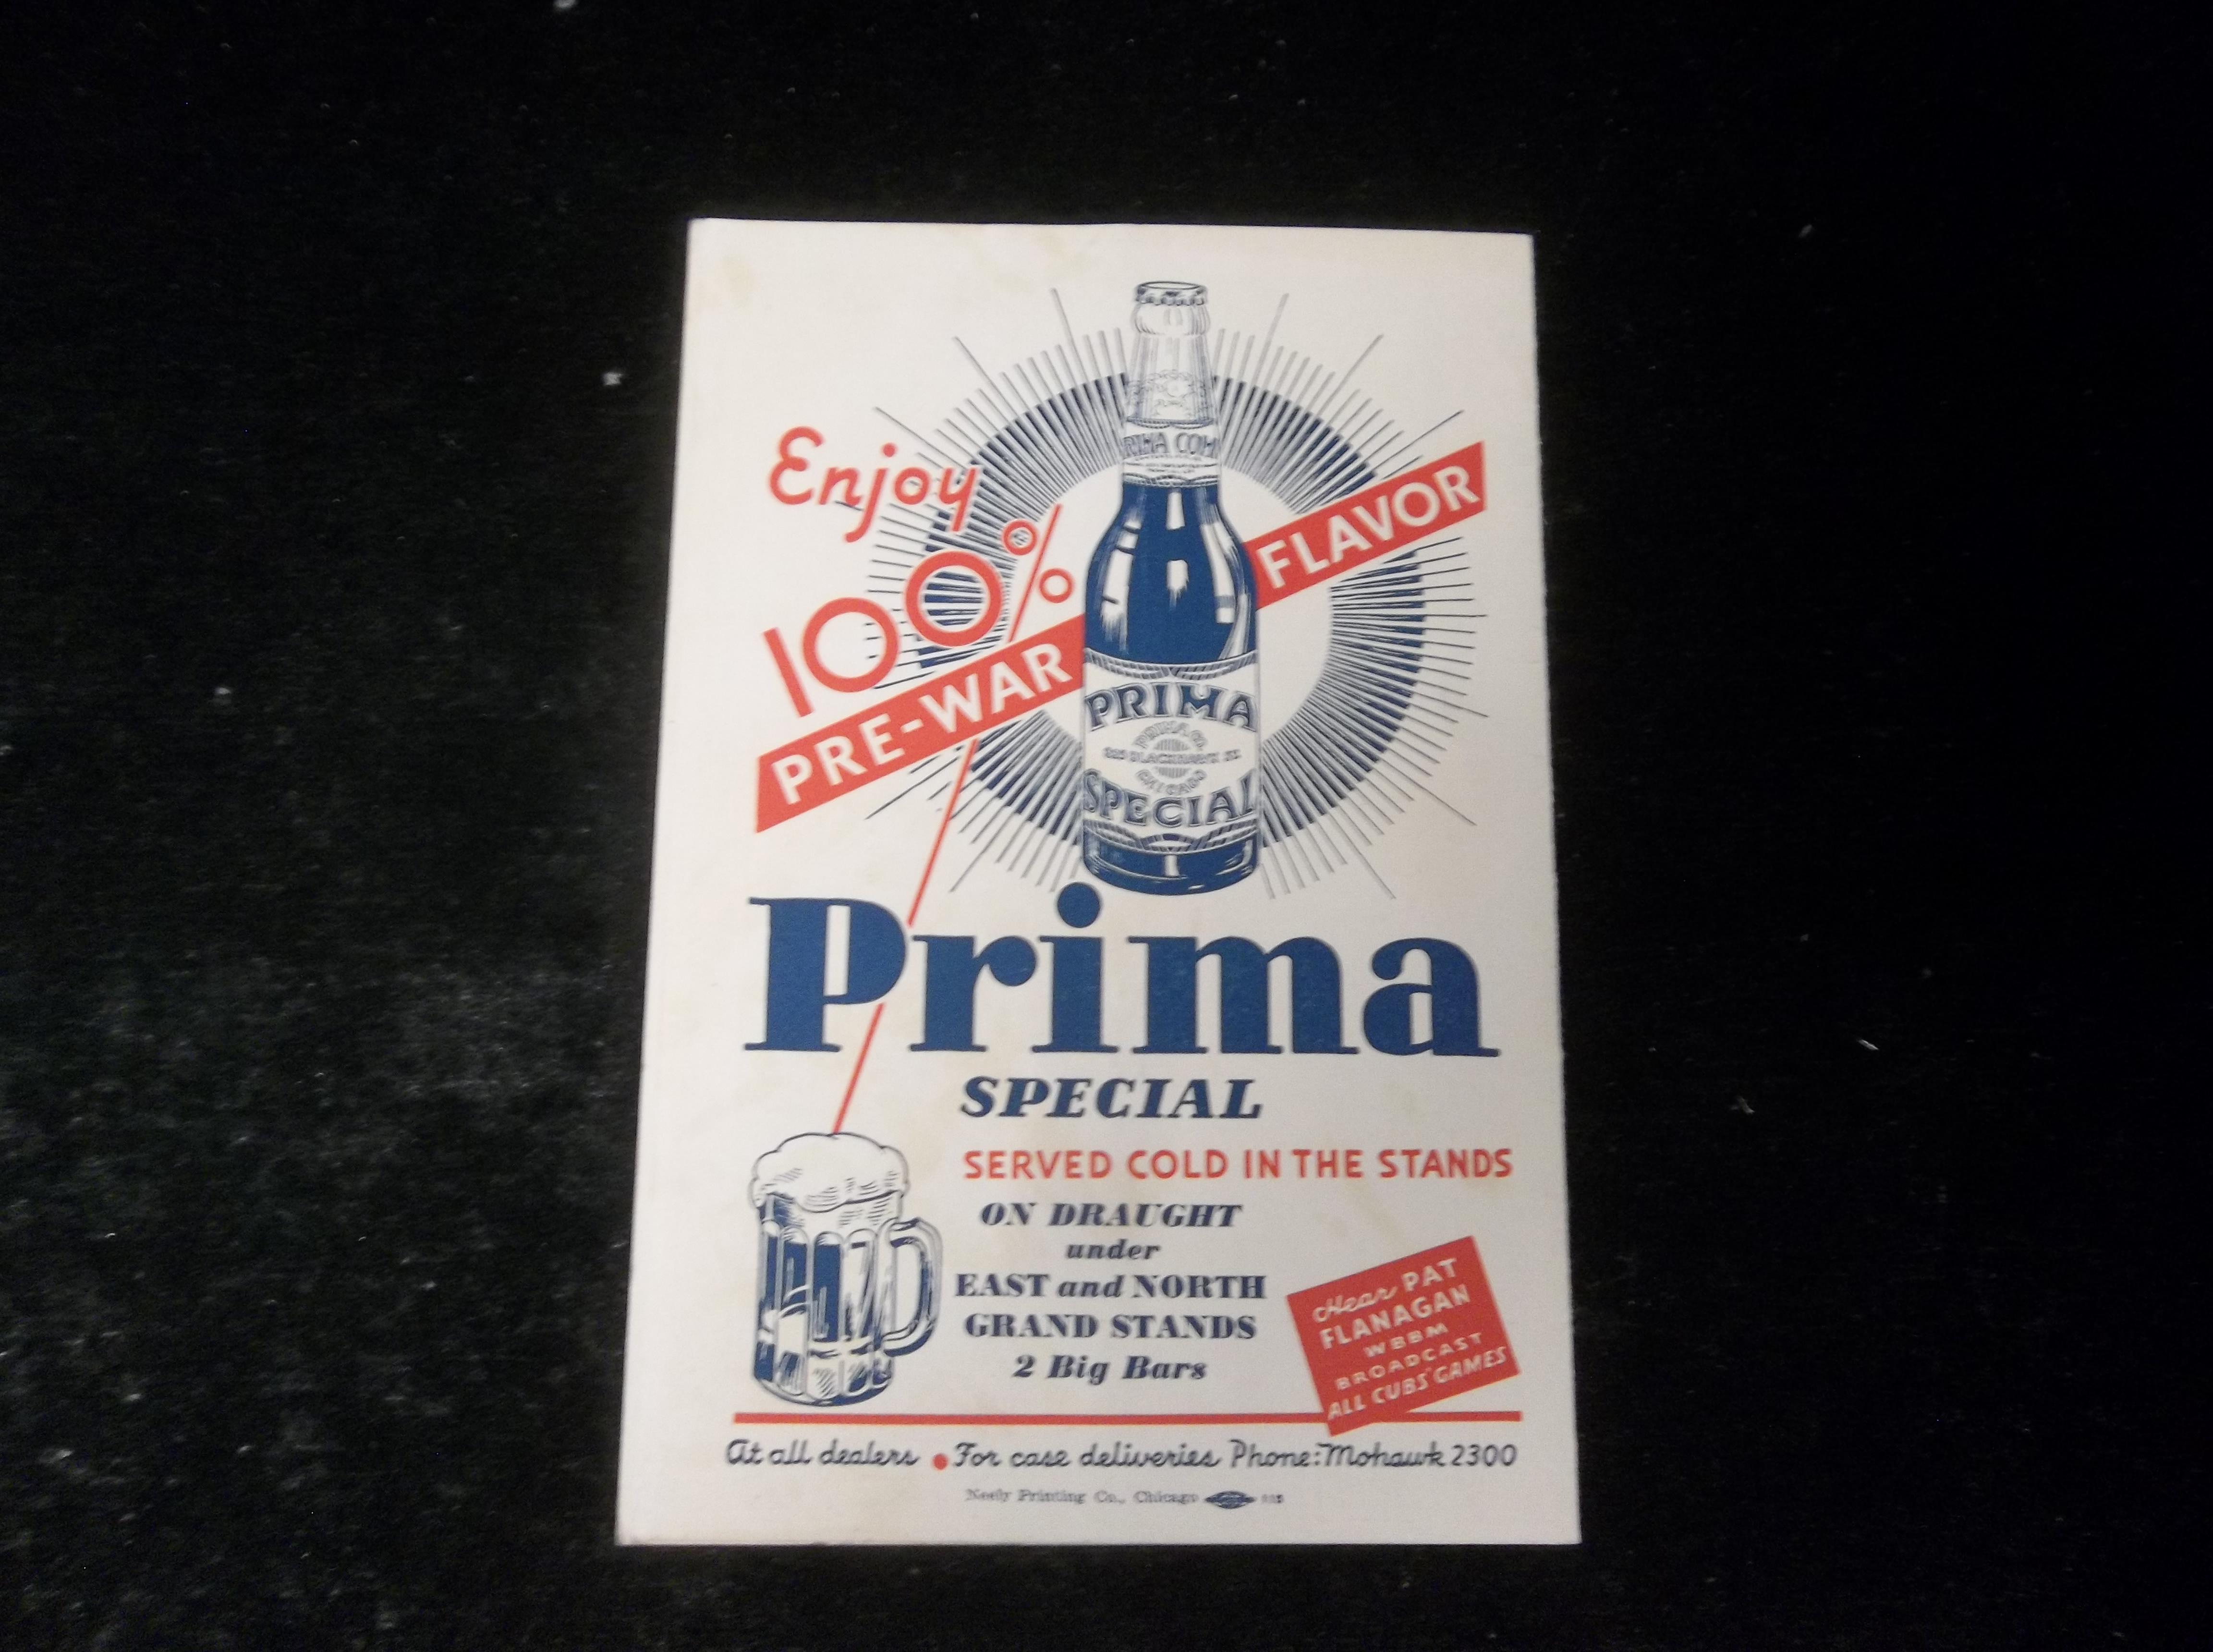 Enjoy
100%
PRE-WAR FLAVOR
PRIMA
SPECIAL
Prima
SPECIAL
SERVED COLD IN THE STANDS
ON DRAUGHT
under
EAST and NORTH
GRAND STANDS
2 Big Bars
Hear PAT
FLANAGAN
WBBM
BROADCAST
ALL CUBS' GAMES
At all dealers • For case deliveries Phone: Mohawk 2300
Neely Printing Co., Chicago